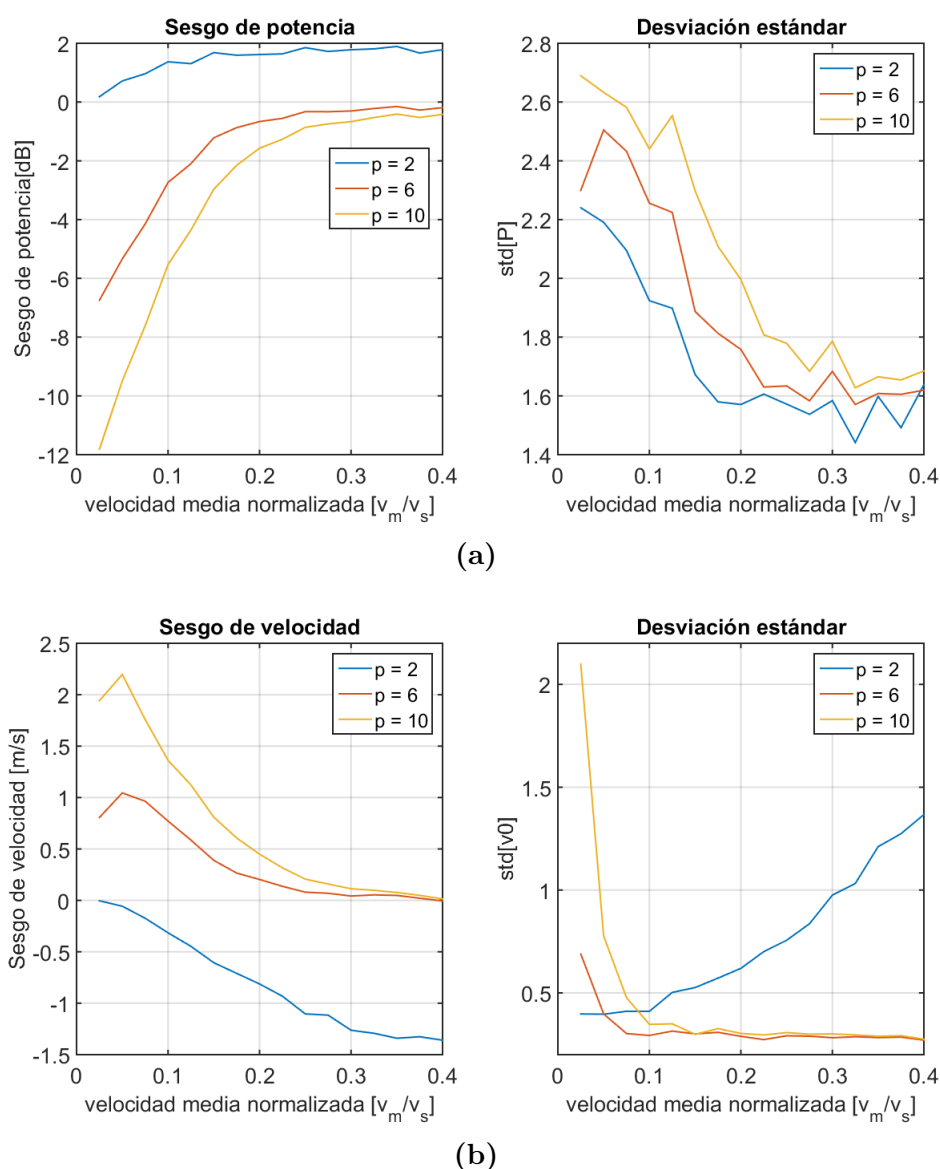 Sesgo de potencia
2
0
-2
-4
-6
-8
-10
-12
0
0.1
0.2
0.3
0.4
Sesgo de potencia[dB]
velocidad media normalizada [v_m/v_s]
p = 2
p = 6
p = 10
Desviación estándar
2.8
2.6
2.4
2.2
2
1.8
1.6
1.4
0
0.1
0.2
0.3
0.4
std[P]
velocidad media normalizada [v_m/v_s]
p = 2
p = 6
p = 10
(a)
Sesgo de velocidad
2.5
2
1.5
1
0.5
0
-0.5
-1
-1.5
0
0.1
0.2
0.3
0.4
Sesgo de velocidad [m/s]
velocidad media normalizada [v_m/v_s]
p = 2
p = 6
p = 10
Desviación estándar
2
1.5
1
0.5
0
0.1
0.2
0.3
0.4
std[v0]
velocidad media normalizada [v_m/v_s]
p = 2
p = 6
p = 10
(b)